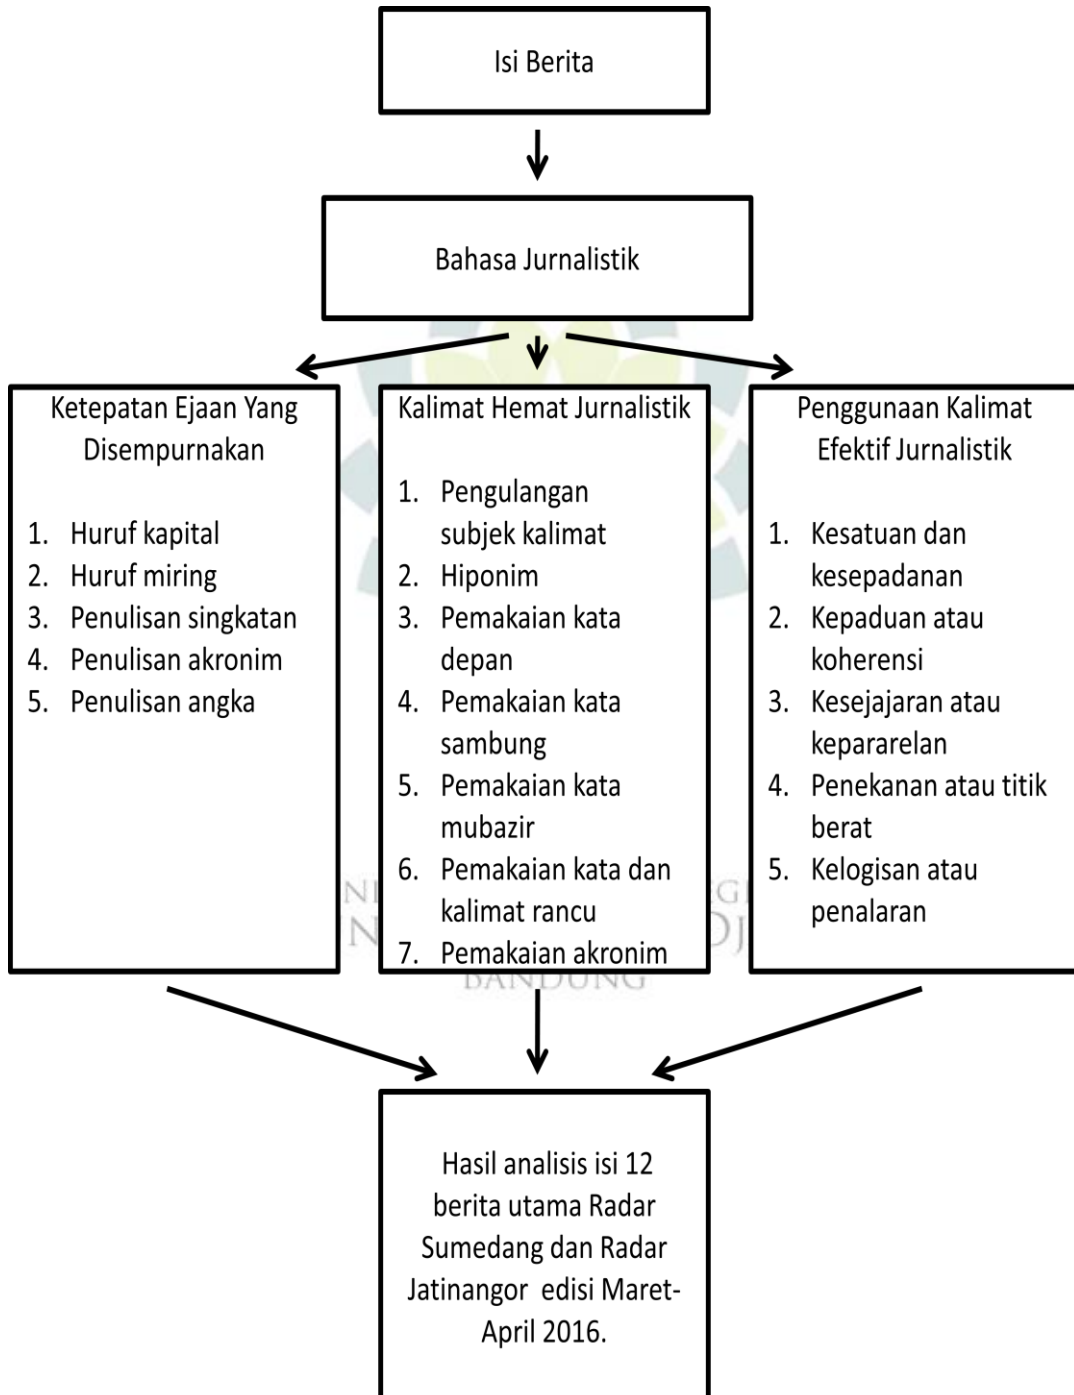 Isi Berita
Bahasa Jurnalistik
Ketepatan Ejaan Yang
Disempurnakan
1. Huruf kapital
2. Huruf miring
3. Penulisan singkatan
4. Penulisan akronim
5. Penulisan angka
Kalimat Hemat Jurnalistik
1. Pengulangan
subjek kalimat
2. Hiponim
3. Pemakaian kata
depan
4. Pemakaian kata
sambung
5. Pemakaian kata
mubazir
6. Pemakaian kata dan
kalimat rancu
7. Pemakaian akronim
Penggunaan Kalimat
Efektif Jurnalistik
1. Kesatuan dan
kesepadanan
2. Kepaduan atau
koherensi
3. Kesejajaran atau
kepararelan
4. Penekanan atau titik
berat
5. Kelogisan atau
penalaran
BANDUNG
Hasil analisis isi 12
berita utama Radar
Sumedang dan Radar
Jatinangor edisi Maret-
April 2016.